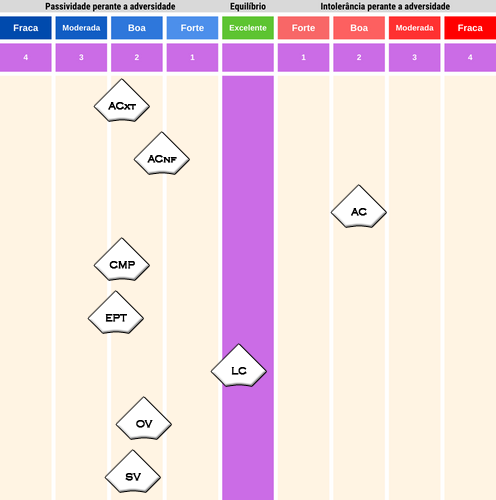 Passividade perante a adversidade Equilíbrio Intolerância perante a adversidade
Fraca Moderada Boa Forte Excelente Forte Boa Moderada Fraca
4 3 2 1 1 2 3 4
ACXT
ACNF
AC
CMP
EPT
LC
OV
SV